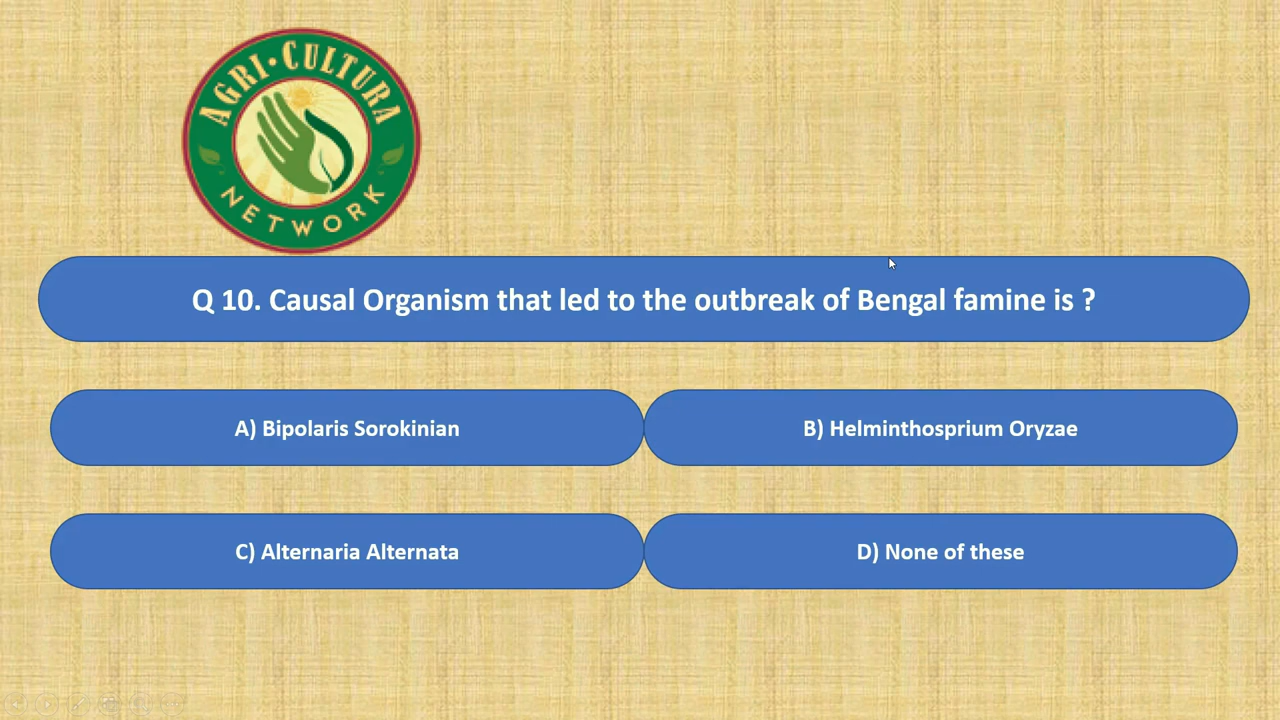 AGRI•CULTURA
NETWORK
Q 10. Causal Organism that led to the outbreak of Bengal famine is ?
A) Bipolaris Sorokinian
B) Helminthosprium Oryzae
C) Alternaria Alternata
D) None of these